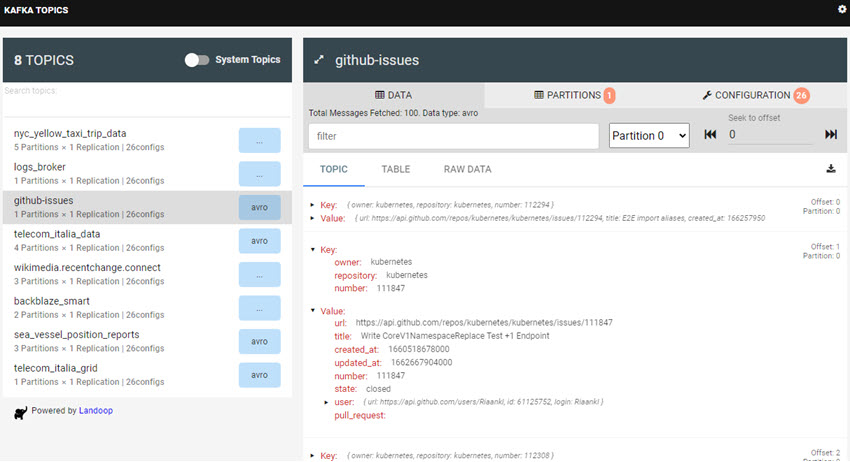 KAFKA TOPICS
8 TOPICS
System Topics
Search topics:
nyc_yellow_taxi_trip_data
5 Partitions × 1 Replication | 26configs
...
logs_broker
1 Partitions × 1 Replication | 26configs
...
github-issues
1 Partitions × 1 Replication | 26configs
avro
telecom_italia_data
4 Partitions × 1 Replication | 26configs
avro
wikimedia.recentchange.connect
3 Partitions × 1 Replication | 26configs
...
backblaze_smart
2 Partitions × 1 Replication | 26configs
...
sea_vessel_position_reports
3 Partitions × 1 Replication | 26configs
avro
telecom_italia_grid
1 Partitions × 1 Replication | 26configs
avro
Powered by Landoop
github-issues
DATA
PARTITIONS 1
CONFIGURATION 26
Total Messages Fetched: 100. Data type: avro
filter
Partition 0
Seek to offset
0
TOPIC
TABLE
RAW DATA
Key: { owner: kubernetes, repository: kubernetes, number: 112294 }
Offset: 0
Value: { url: https://api.github.com/repos/kubernetes/kubernetes/issues/112294, title: E2E import aliases, created_at: 166257950
Partition: 0
Key:
Offset: 1
Partition: 0
owner: kubernetes
repository: kubernetes
number: 111847
Value:
url: https://api.github.com/repos/kubernetes/kubernetes/issues/111847
title: Write CoreV1NamespaceReplace Test +1 Endpoint
created_at: 1660518678000
updated_at: 1662667904000
number: 111847
state: closed
user: { url: https://api.github.com/users/Riaankl, id: 61125752, login: Riaankl }
pull_request:
Key: { owner: kubernetes, repository: kubernetes, number: 112308 }
Offset: 2